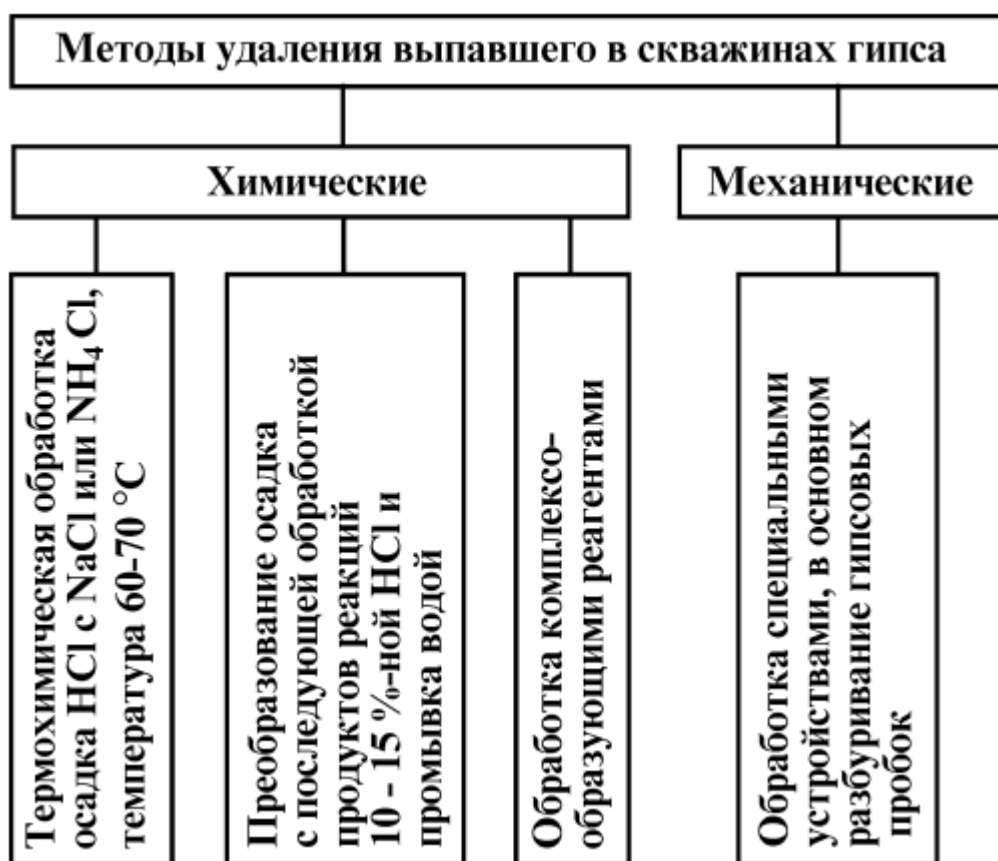 Методы удаления выпавшего в скважинах гипса
Химические
Механические
Термохимическая обработка
осадка HCl с NaCl или NH₄ Cl,
температура 60-70 °С
Преобразование осадка
с последующей обработкой
продуктов реакций
10 - 15 %-ной HCl и
промывка водой
Обработка комплексо-
образующими реагентами
Обработка специальными
устройствами, в основном
разбуривание гипсовых
пробок